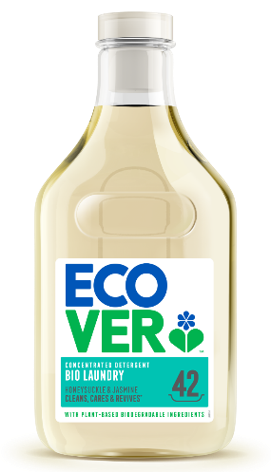 ECO
VER
CONCENTRATED DETERGENT
BIO LAUNDRY
HONEYSUCKLE & JASMINE
CLEANS, CARES & REVIVES*
42
WITH PLANT-BASED BIODEGRADABLE INGREDIENTS